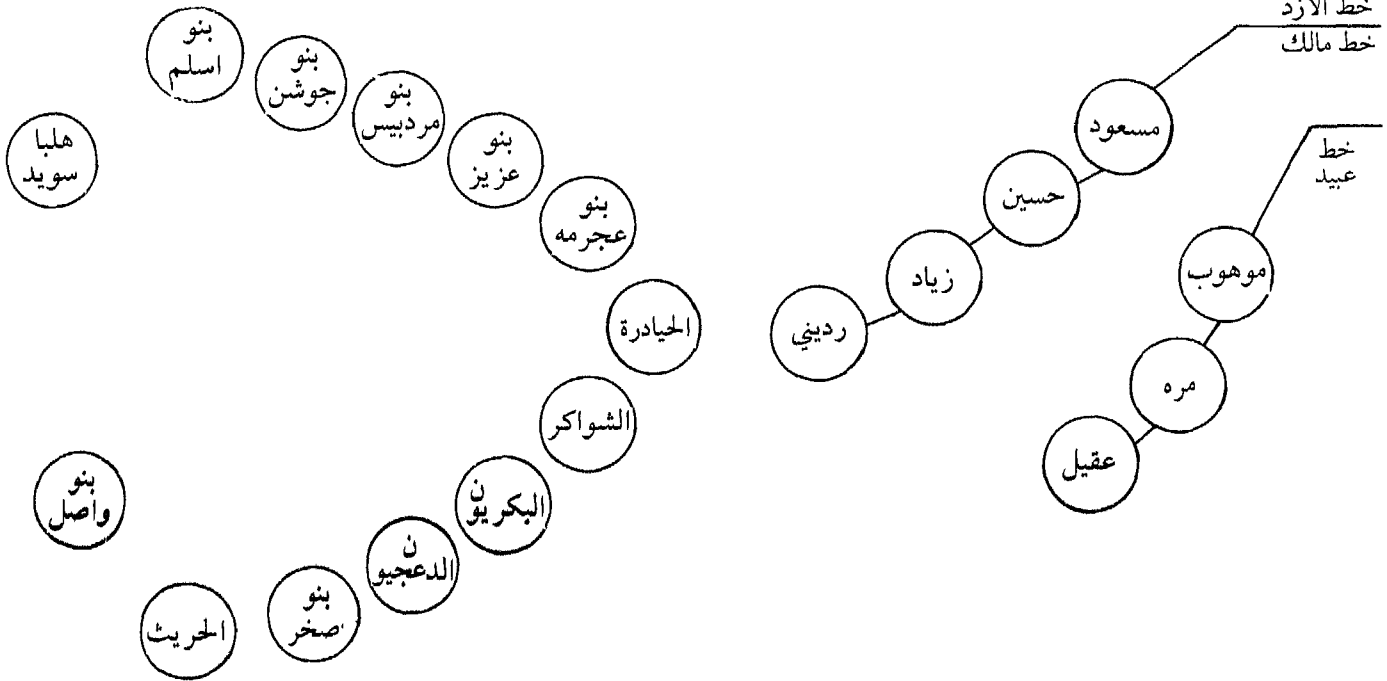 خط الازد
خط مالك
مسعود
حسين
زياد
رديني
خط
عبيد
موهوب
مره
عقيل
بنو
اسلم
بنو
جوشن
بنو
مردبيس
بنو
عزيز
بنو
عجرمه
الحيادرة
الشواكر
البكريون
الدعجيون
بنو
صخر
الحريث
بنو
واصل
هلبا
سويد